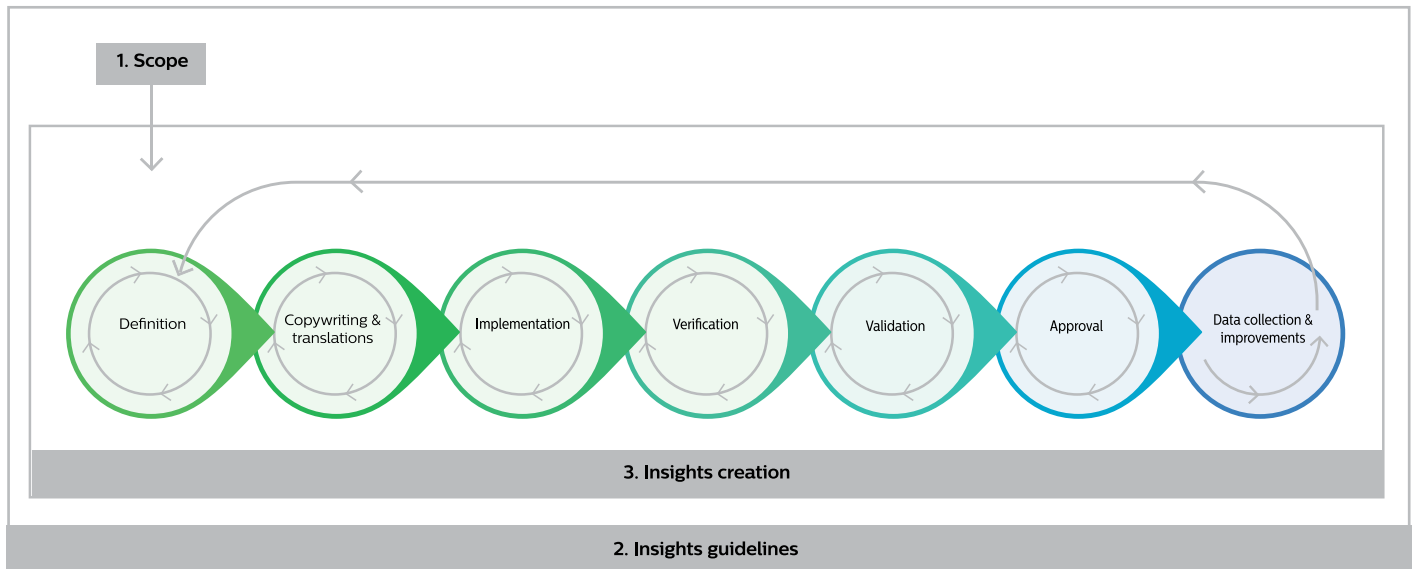 1. Scope
Definition
Copywriting &
translations
Implementation
Verification
Validation
Approval
Data collection &
improvements
3. Insights creation
2. Insights guidelines